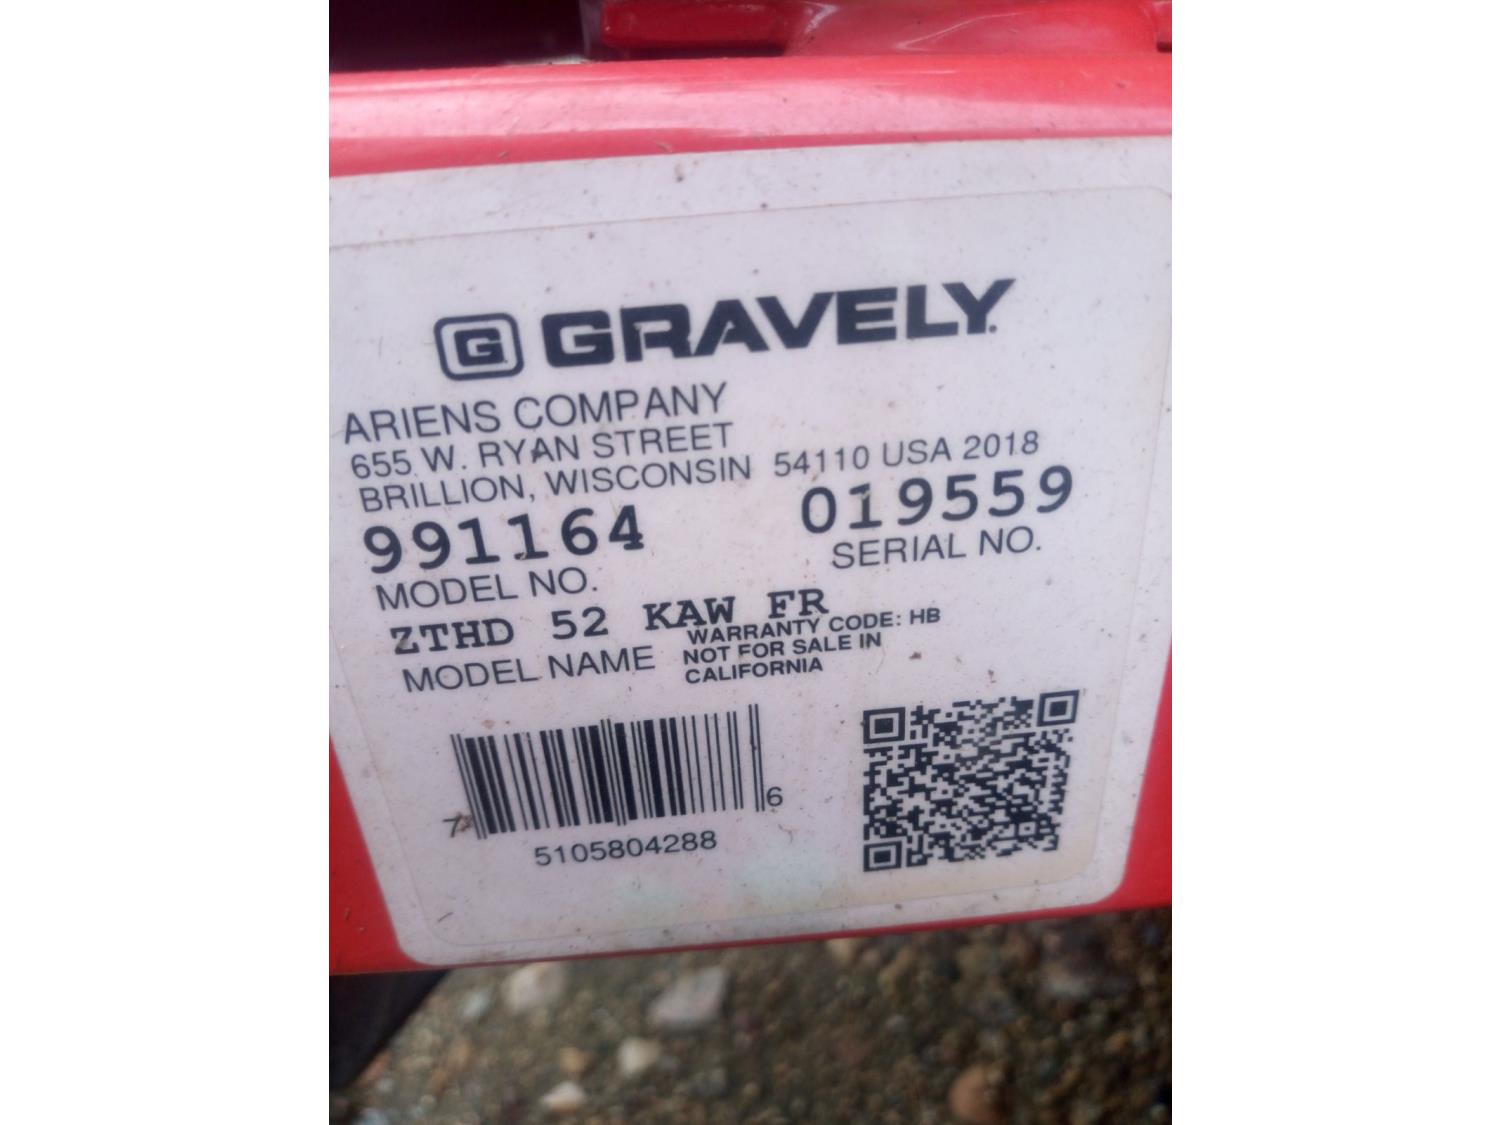 G GRAVELY
ARIENS COMPANY
655 W. RYAN STREET
BRILLION, WISCONSIN 54110 USA 2018
991164 019559
MODEL NO. SERIAL NO.
ZTHD 52 KAW FR
MODEL NAME
WARRANTY CODE: HB
NOT FOR SALE IN
CALIFORNIA
7 5105804288 6